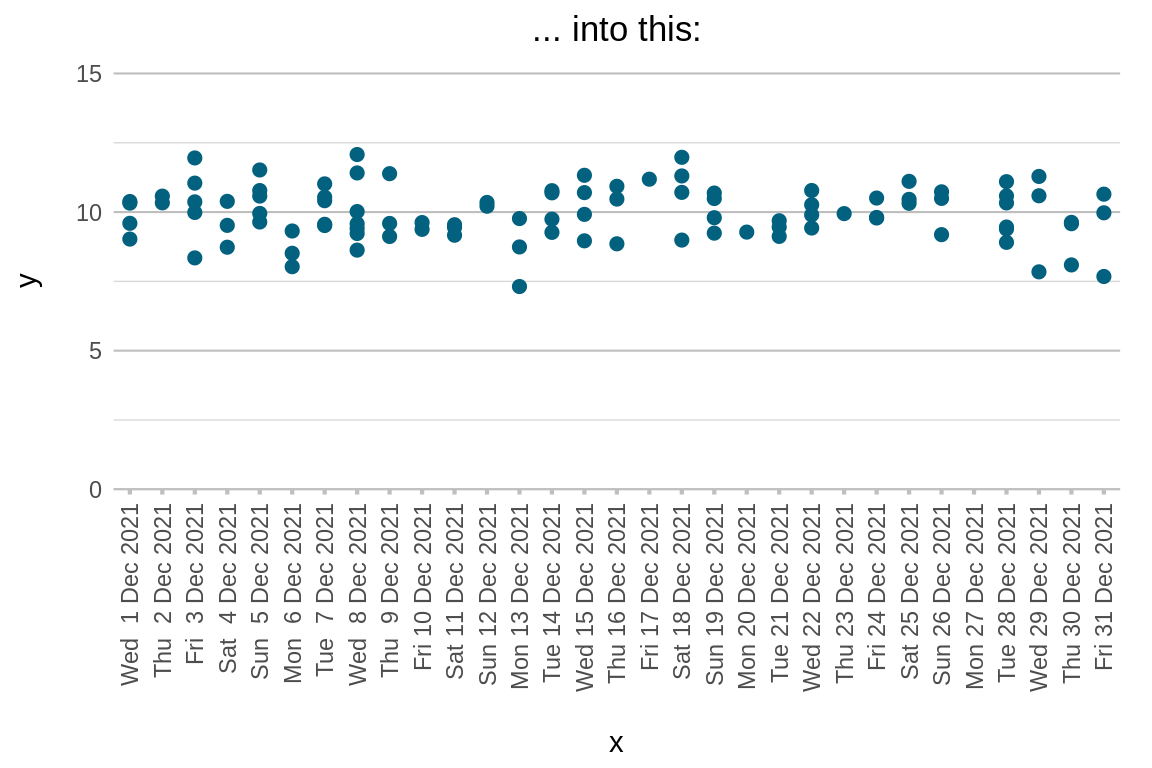 ... into this:
15
10
5
0
y
Wed  1 Dec 2021
Thu  2 Dec 2021
Fri  3 Dec 2021
Sat  4 Dec 2021
Sun  5 Dec 2021
Mon  6 Dec 2021
Tue  7 Dec 2021
Wed  8 Dec 2021
Thu  9 Dec 2021
Fri 10 Dec 2021
Sat 11 Dec 2021
Sun 12 Dec 2021
Mon 13 Dec 2021
Tue 14 Dec 2021
Wed 15 Dec 2021
Thu 16 Dec 2021
Fri 17 Dec 2021
Sat 18 Dec 2021
Sun 19 Dec 2021
Mon 20 Dec 2021
Tue 21 Dec 2021
Wed 22 Dec 2021
Thu 23 Dec 2021
Fri 24 Dec 2021
Sat 25 Dec 2021
Sun 26 Dec 2021
Mon 27 Dec 2021
Tue 28 Dec 2021
Wed 29 Dec 2021
Thu 30 Dec 2021
Fri 31 Dec 2021
x